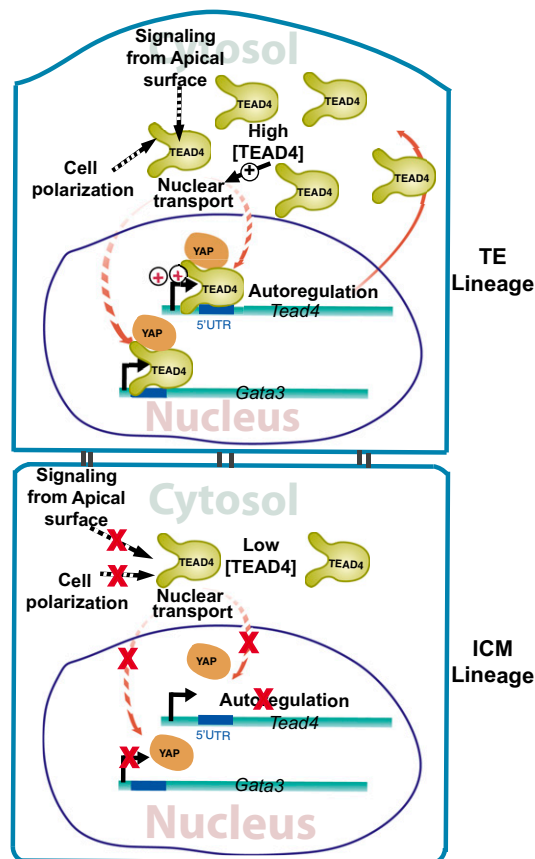 Cytosol
Signaling
from Apical
surface
TEAD4
TEAD4
TEAD4
High
[TEAD4]
+
Cell
polarization
Nuclear
transport
TEAD4
TEAD4
YAP
+ +
TEAD4
Autoregulation
Tead4
5'UTR
YAP
TEAD4
Gata3
Nucleus
TE
Lineage
Cytosol
Signaling
from Apical
surface
X
TEAD4
Low
[TEAD4]
TEAD4
Cell
polarization
X
Nuclear
transport
X
X
YAP
Autoregulation
X
Tead4
5'UTR
X
YAP
Gata3
Nucleus
ICM
Lineage